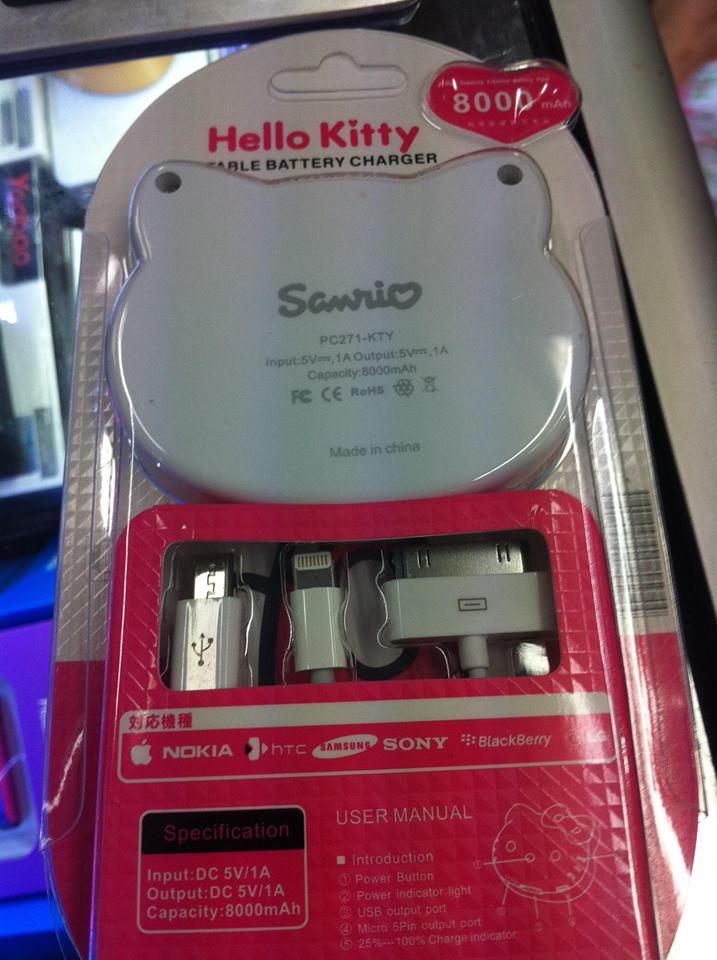 8000 mAh
Hello Kitty
TABLE BATTERY CHARGER
Yoobao
Sanrio
PC271-KTY
Input:5V⎓,1A Output:5V⎓,1A
Capacity:8000mAh
FC CE RoHS
Made in china
対応機種
NOKIA hTC SAMSUNG SONY BlackBerry LG
Specification
Input:DC 5V/1A
Output:DC 5V/1A
Capacity:8000mAh
USER MANUAL
■ Introduction
① Power Button
② Power indicator light
③ USB output port
④ Micro 5Pin output port
⑤ 25%---100% Charge indicator